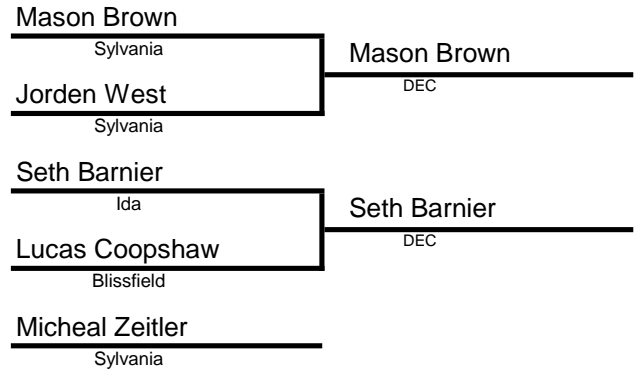 Mason Brown
Sylvania
Mason Brown
DEC
Jorden West
Sylvania
Seth Barnier
Ida
Seth Barnier
DEC
Lucas Coopshaw
Blissfield
Micheal Zeitler
Sylvania